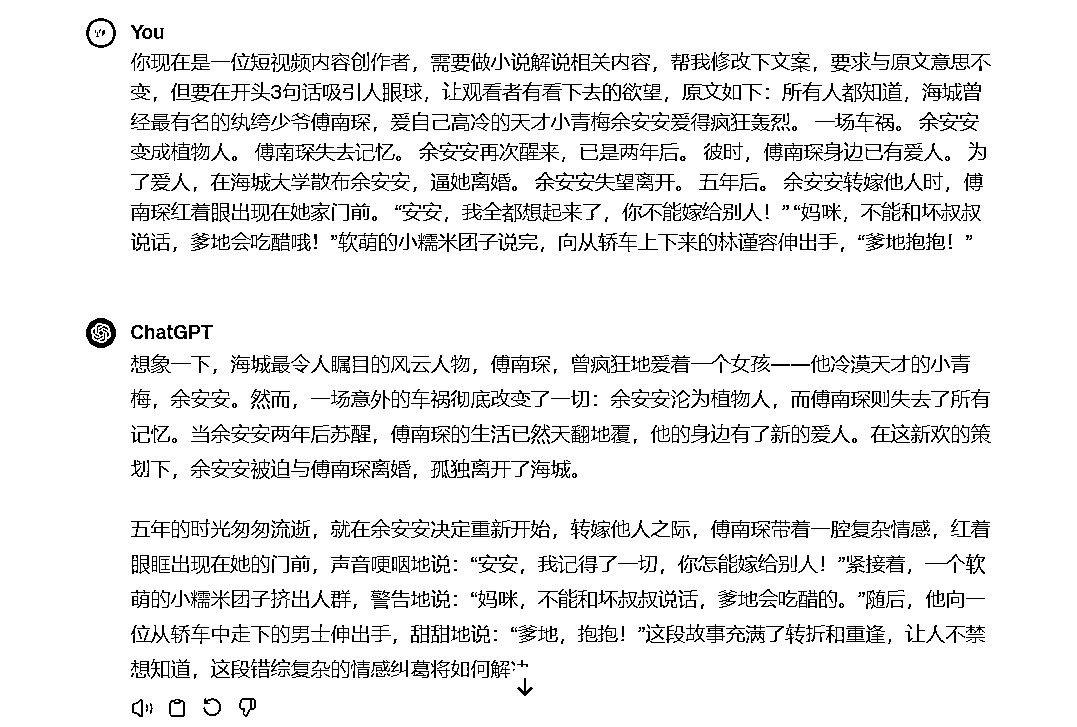 You
你现在是一位短视频内容创作者，需要做小说解说相关内容，帮我修改下文案，要求与原文意思不
变，但要在开头3句话吸引人眼球，让观看者有看下去的欲望，原文如下：所有人都知道，海城曾
经最有名的纨绔少爷傅南琛，爱自己高冷的天才小青梅余安安爱得疯狂轰烈。 一场车祸。 余安安
变成植物人。 傅南琛失去记忆。 余安安再次醒来，已是两年后。 彼时，傅南琛身边已有爱人。 为
了爱人，在海城大学散布余安安，逼她离婚。 余安安失望离开。 五年后。 余安安转嫁他人时，傅
南琛红着眼出现在她家门前。 “安安，我全都想起来了，你不能嫁给别人！” “妈咪，不能和坏叔叔
说话，爹地会吃醋哦！”软萌的小糯米团子说完，向从轿车上下来的林谨容伸出手，“爹地抱抱！”
ChatGPT
想象一下，海城最令人瞩目的风云人物，傅南琛，曾疯狂地爱着一个女孩——他冷漠天才的小青
梅，余安安。然而，一场意外的车祸彻底改变了一切：余安安沦为植物人，而傅南琛则失去了所有
记忆。当余安安两年后苏醒，傅南琛的生活已然天翻地覆，他的身边有了新的爱人。在这新欢的策
划下，余安安被迫与傅南琛离婚，孤独离开了海城。
五年的时光匆匆流逝，就在余安安决定重新开始，转嫁他人之际，傅南琛带着一腔复杂情感，红着
眼眶出现在她的门前，声音哽咽地说：“安安，我记得了一切，你怎能嫁给别人！”紧接着，一个软
萌的小糯米团子挤出人群，警告地说：“妈咪，不能和坏叔叔说话，爹地会吃醋的。”随后，他向一
位从轿车中走下的男士伸出手，甜甜地说：“爹地，抱抱！”这段故事充满了转折和重逢，让人不禁
想知道，这段错综复杂的情感纠葛将如何解